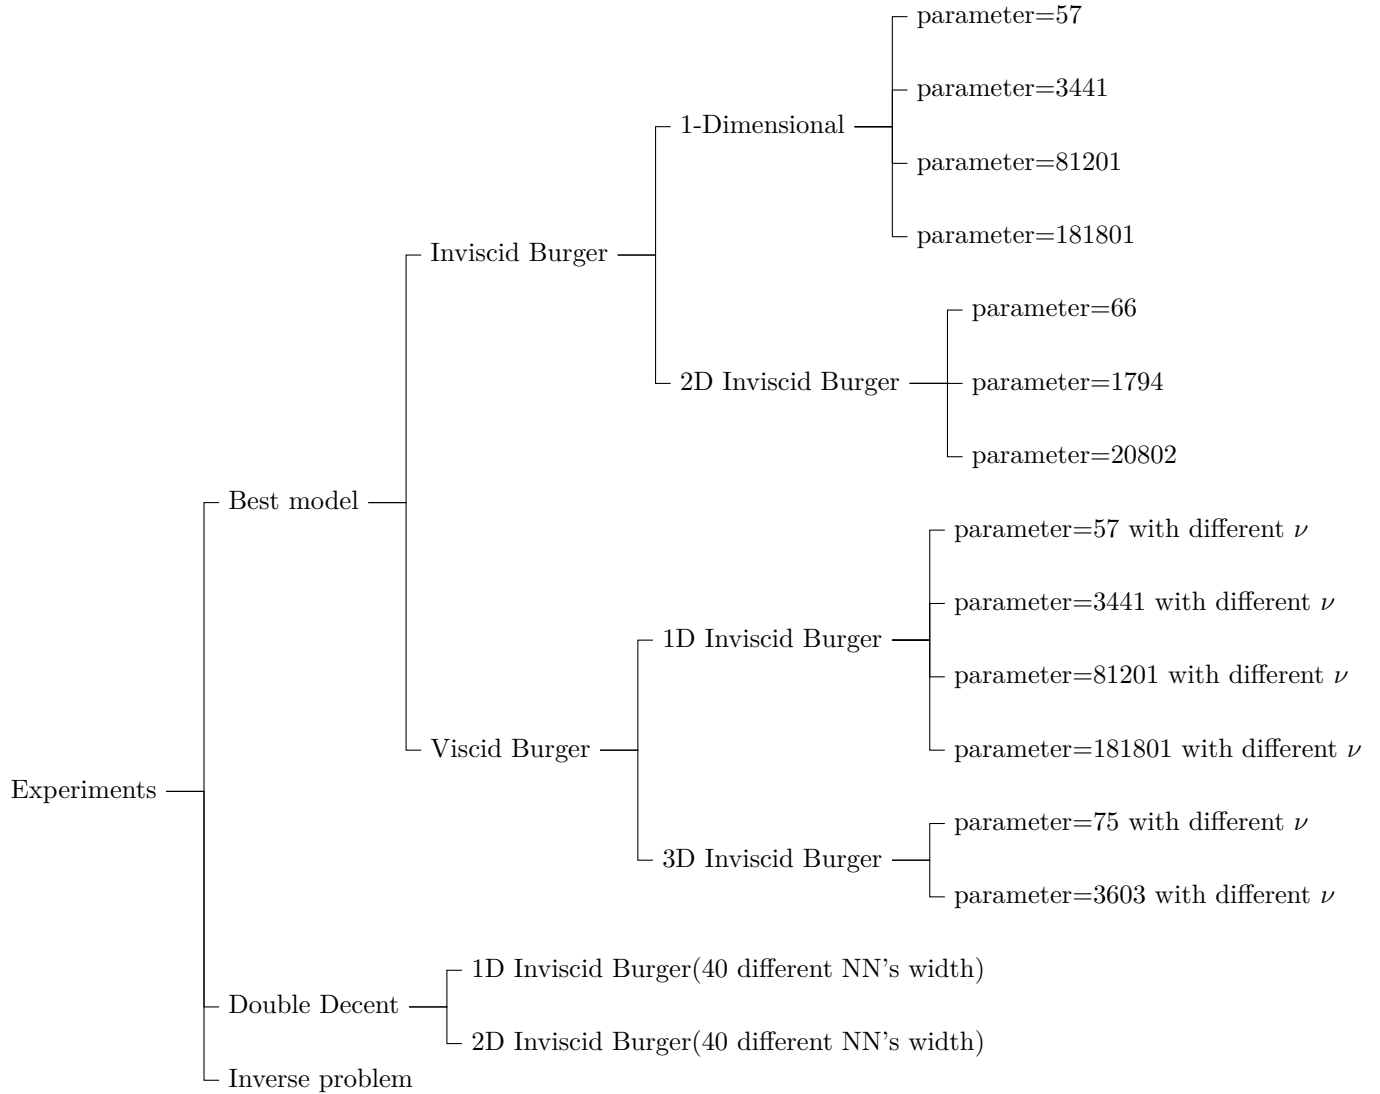 parameter=57
parameter=3441
1-Dimensional
parameter=81201
parameter=181801
Inviscid Burger
parameter=66
2D Inviscid Burger
parameter=1794
parameter=20802
Best model
parameter=57 with different ν
parameter=3441 with different ν
1D Inviscid Burger
parameter=81201 with different ν
parameter=181801 with different ν
Viscid Burger
Experiments
parameter=75 with different ν
3D Inviscid Burger
parameter=3603 with different ν
1D Inviscid Burger(40 different NN's width)
Double Decent
2D Inviscid Burger(40 different NN's width)
Inverse problem